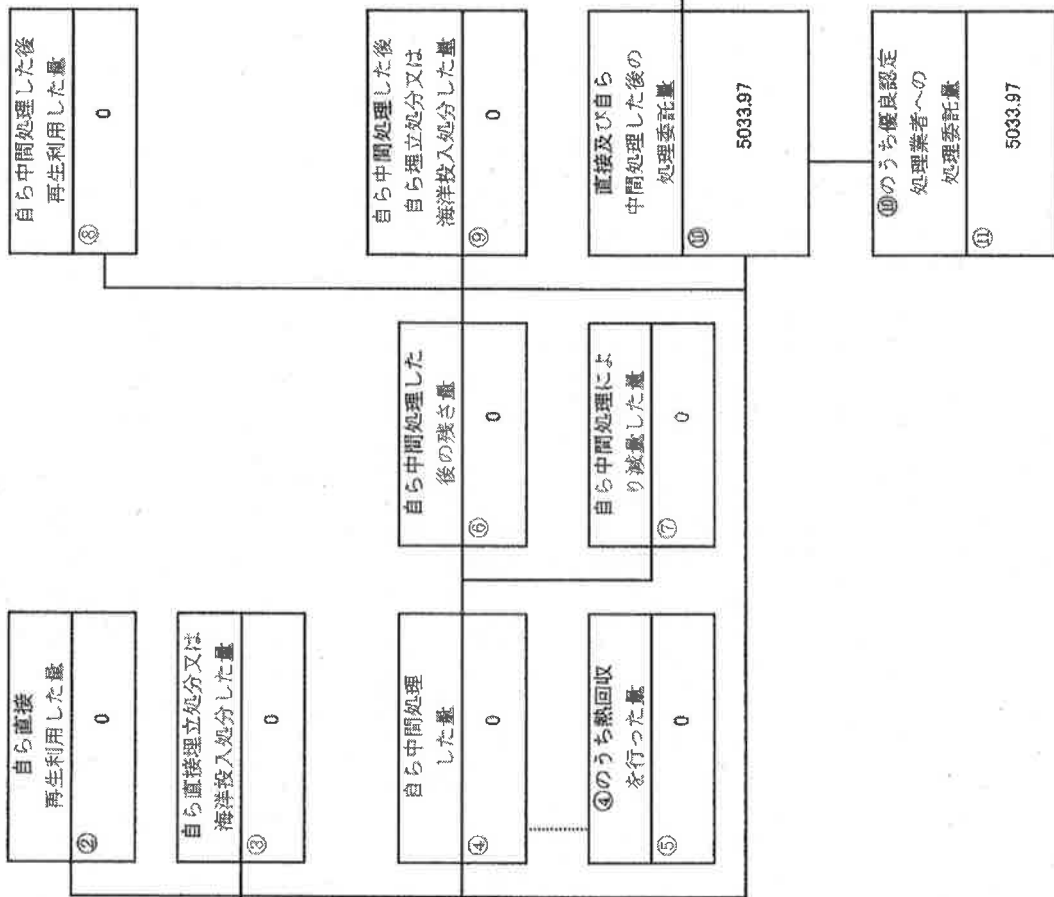 自ら直接
再生利用した量
②
0
自ら直接埋立処分又は
海洋投入処分した量
③
0
自ら中間処理
した量
④
0
④のうち熱回収
を行った量
⑤
0
自ら中間処理した
後の残さ量
⑥
0
自ら中間処理によ
り減量した量
⑦
0
自ら中間処理した後
再生利用した量
⑧
0
自ら中間処理した後
自ら埋立処分又は
海洋投入処分した量
⑨
0
直接及び自ら
中間処理した後の
処理委託量
⑩
5033.97
⑩のうち優良認定
処理業者への
処理委託量
⑪
5033.97